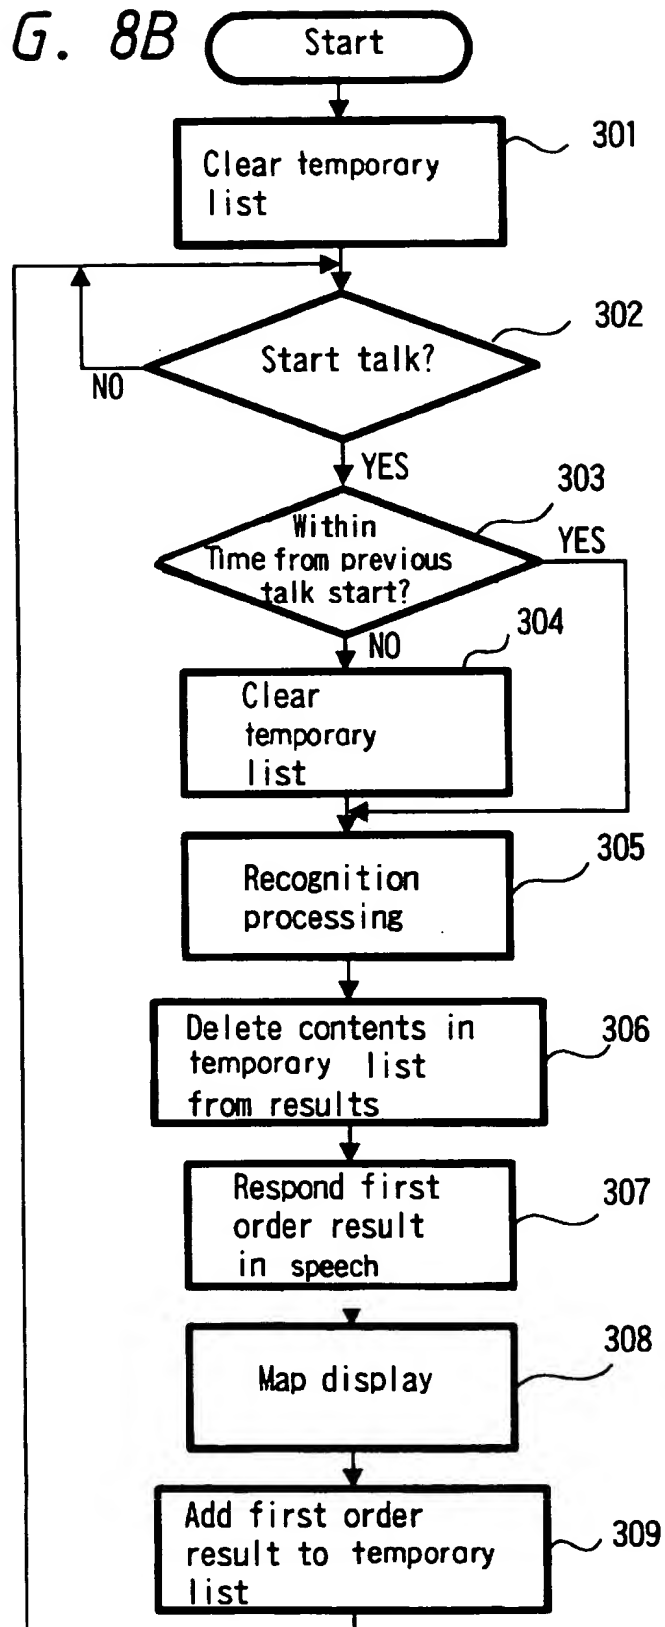 G. 8B
Start
301
Clear temporary
list
302
Start talk?
NO
YES
303
Within
Time from previous
talk start?
YES
NO
304
Clear
temporary
list
305
Recognition
processing
306
Delete contents in
temporary list
from results
307
Respond first
order result
in speech
308
Map display
309
Add first order
result to temporary
list